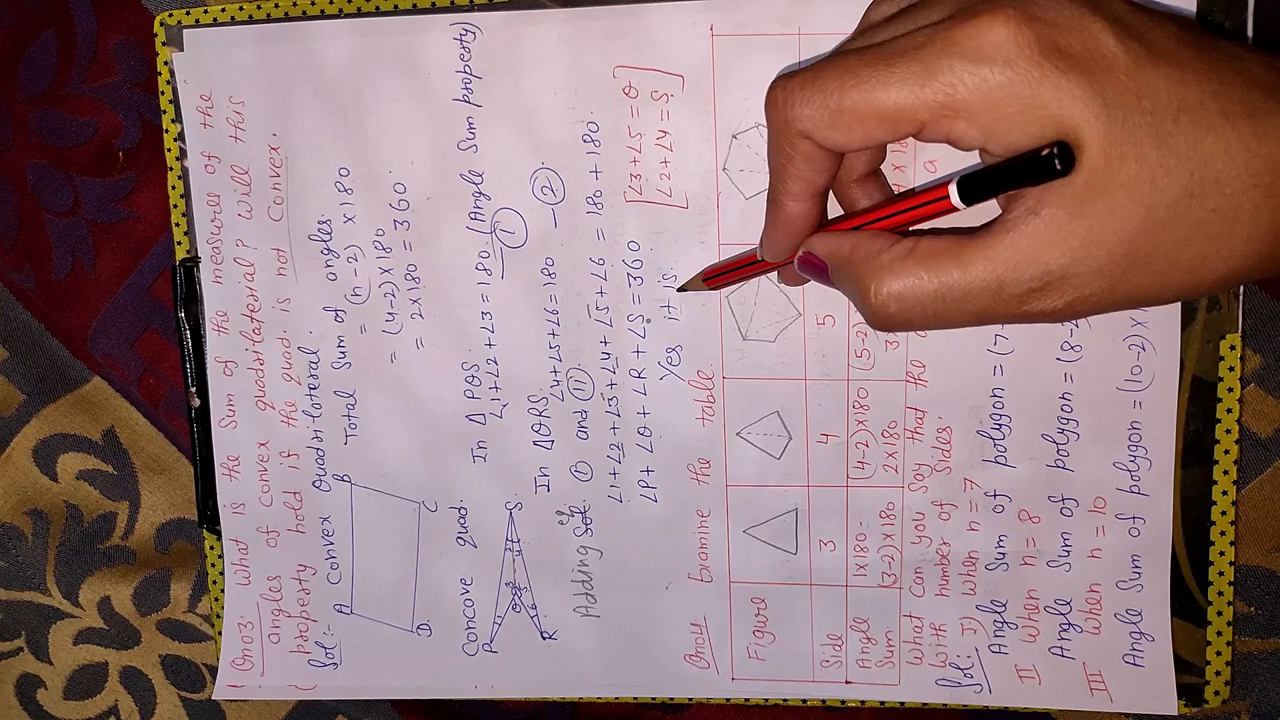 Qno3: What is the Sum of the measures of the
angles of convex quadrilaterial? Will this
property hold if the quad. is not Convex.
Sol:- Convex Quadrilateral.
A B
D. C
Total Sum of angles
= (n-2) × 180
= (4-2) × 180
= 2 × 180 = 360.
Concove quad.
P S.
R.
In Δ PQS.
∠1+∠2+∠3 = 180. (Angle Sum property)
①
In ΔQRS.
∠4+∠5+∠6 = 180 - ②.
Adding ① and ⑪
∠1+∠2+∠3+∠4+∠5+∠6 = 180+180.
∠P+∠Q+∠R+∠S = 360
[∠3+∠5 = Q
∠2+∠4 = S.]
Yes it is.
Qno4 Examine the table.
Figure
Side 3 4 5
Angle Sum. 1×180 = (3-2)×180 (4-2)×180 2×180 (5-2)
What can you Say that the
With number of Sides.
Sol: I) When n = 7
Angle Sum of polygon = (7-
II When n = 8
Angle Sum of polygon = (8-2
III When n = 10
Angle Sum of polygon = (10-2) ×